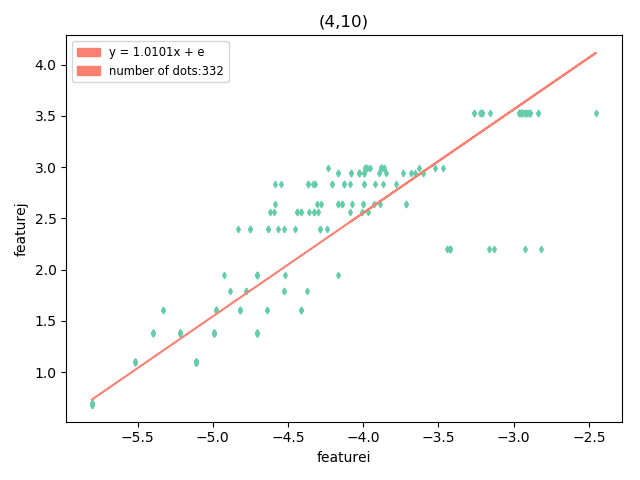 (4,10)
y = 1.0101x + e
number of dots:332
featurej
4.0
3.5
3.0
2.5
2.0
1.5
1.0
−5.5 −5.0 −4.5 −4.0 −3.5 −3.0 −2.5
featurei